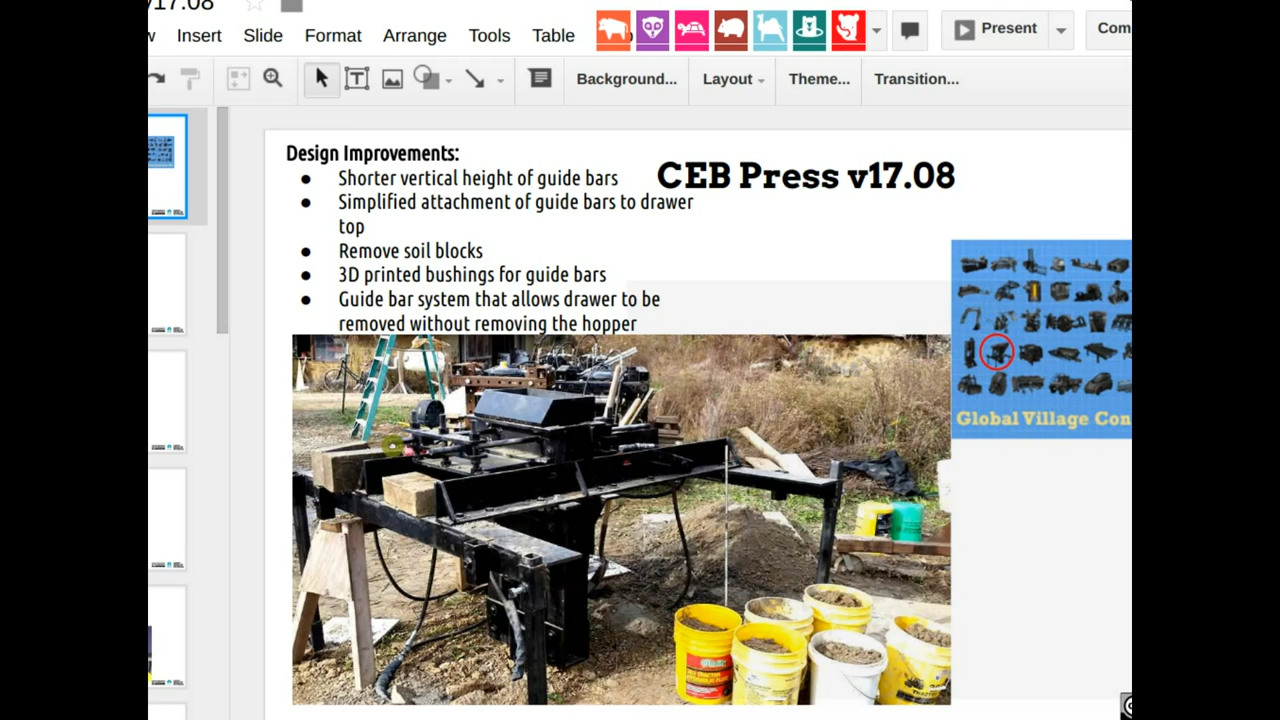 v17.08
w Insert Slide Format Arrange Tools Table
Present
Com
Background... Layout Theme... Transition...
Design Improvements:
● Shorter vertical height of guide bars
● Simplified attachment of guide bars to drawer
top
● Remove soil blocks
● 3D printed bushings for guide bars
● Guide bar system that allows drawer to be
removed without removing the hopper
CEB Press v17.08
Global Village Con